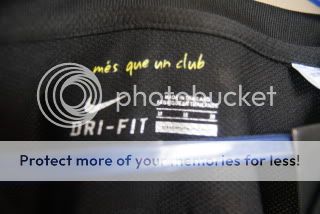 més que un club
photobucket
DRI-FIT
M M M
Protect more of your memories for less!